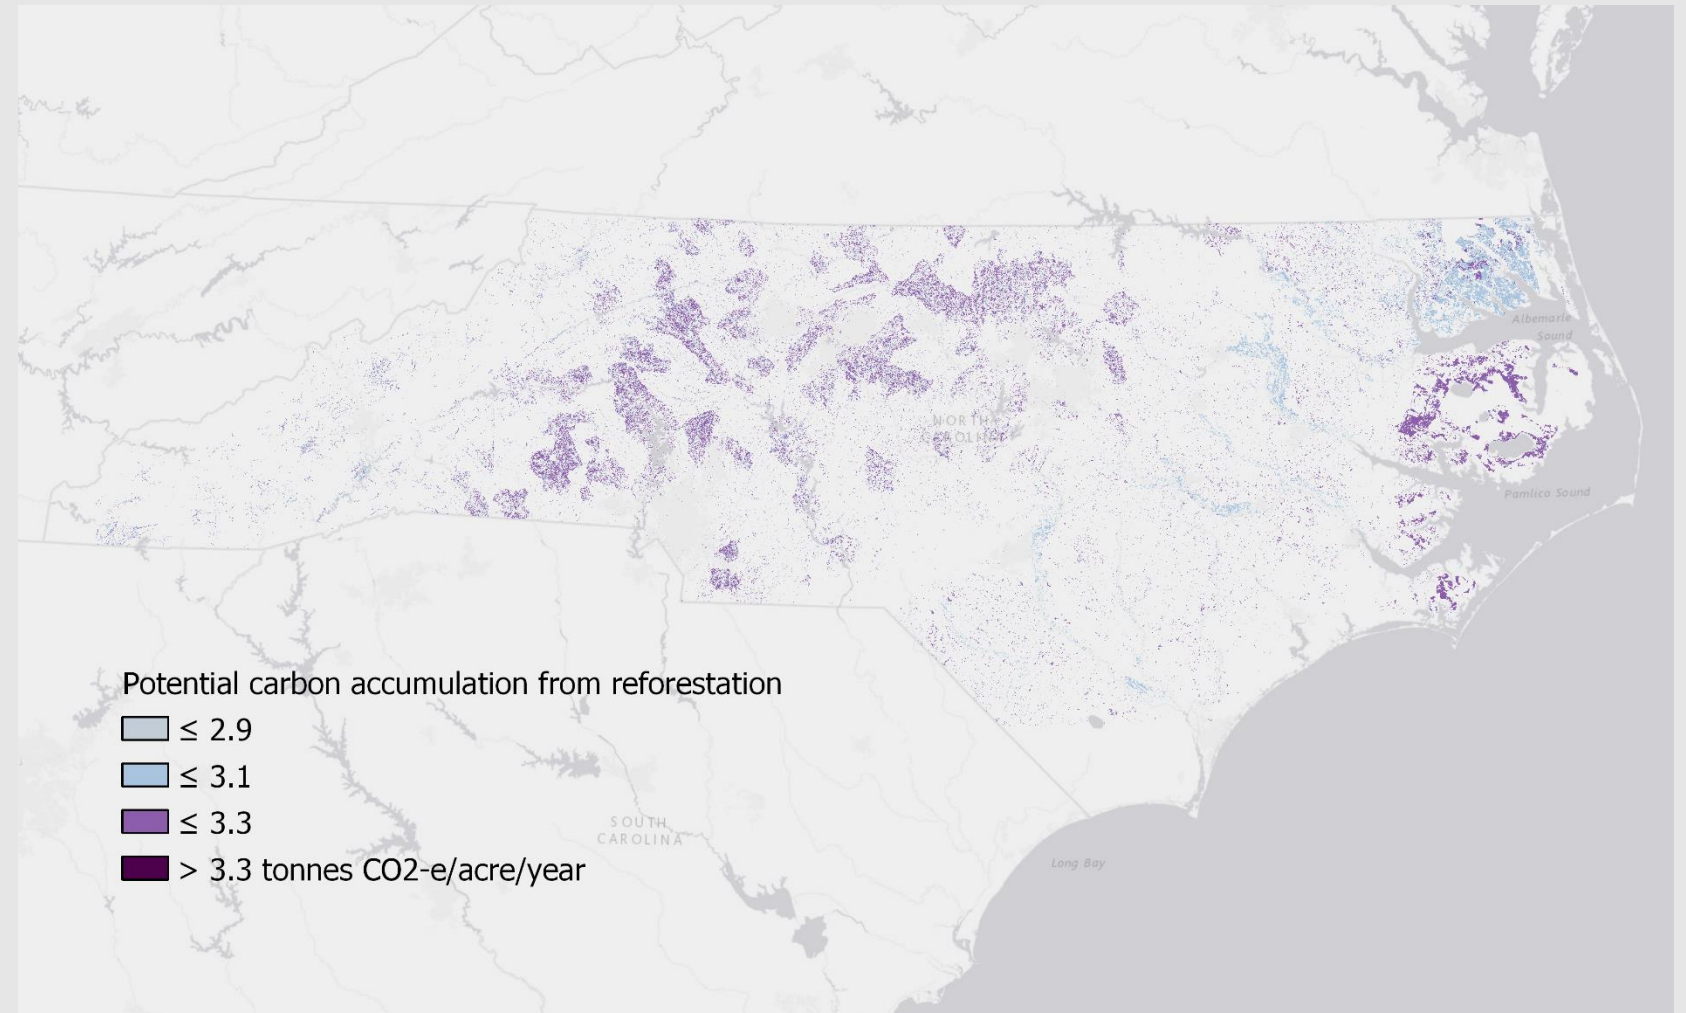 Albemarle
Sound
NORTH
CAROLINA
Pamlico Sound
Potential carbon accumulation from reforestation
≤ 2.9
≤ 3.1
≤ 3.3
> 3.3 tonnes CO2-e/acre/year
SOUTH
CAROLINA
Long Bay